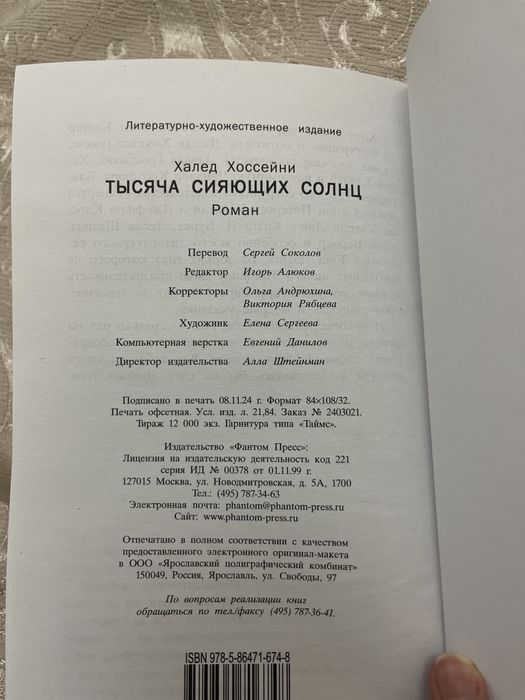 Литературно-художественное издание
Халед Хоссейни
ТЫСЯЧА СИЯЮЩИХ СОЛНЦ
Роман
Перевод Сергей Соколов
Редактор Игорь Алюков
Корректоры Ольга Андрюхина,
Виктория Рябцева
Художник Елена Сергеева
Компьютерная верстка Евгений Данилов
Директор издательства Алла Штейнман
Подписано в печать 08.11.24 г. Формат 84×108/32.
Печать офсетная. Усл. изд. л. 21,84. Заказ № 2403021.
Тираж 12 000 экз. Гарнитура типа «Таймс».
Издательство «Фантом Пресс»:
Лицензия на издательскую деятельность код 221
серия ИД № 00378 от 01.11.99 г.
127015 Москва, ул. Новодмитровская, д. 5А, 1700
Тел.: (495) 787-34-63
Электронная почта: phantom@phantom-press.ru
Сайт: www.phantom-press.ru
Отпечатано в полном соответствии с качеством
предоставленного электронного оригинал-макета
в ООО «Ярославский полиграфический комбинат»
150049, Россия, Ярославль, ул. Свободы, 97
По вопросам реализации книг
обращаться по тел./факсу (495) 787-36-41.
ISBN 978-5-86471-674-8